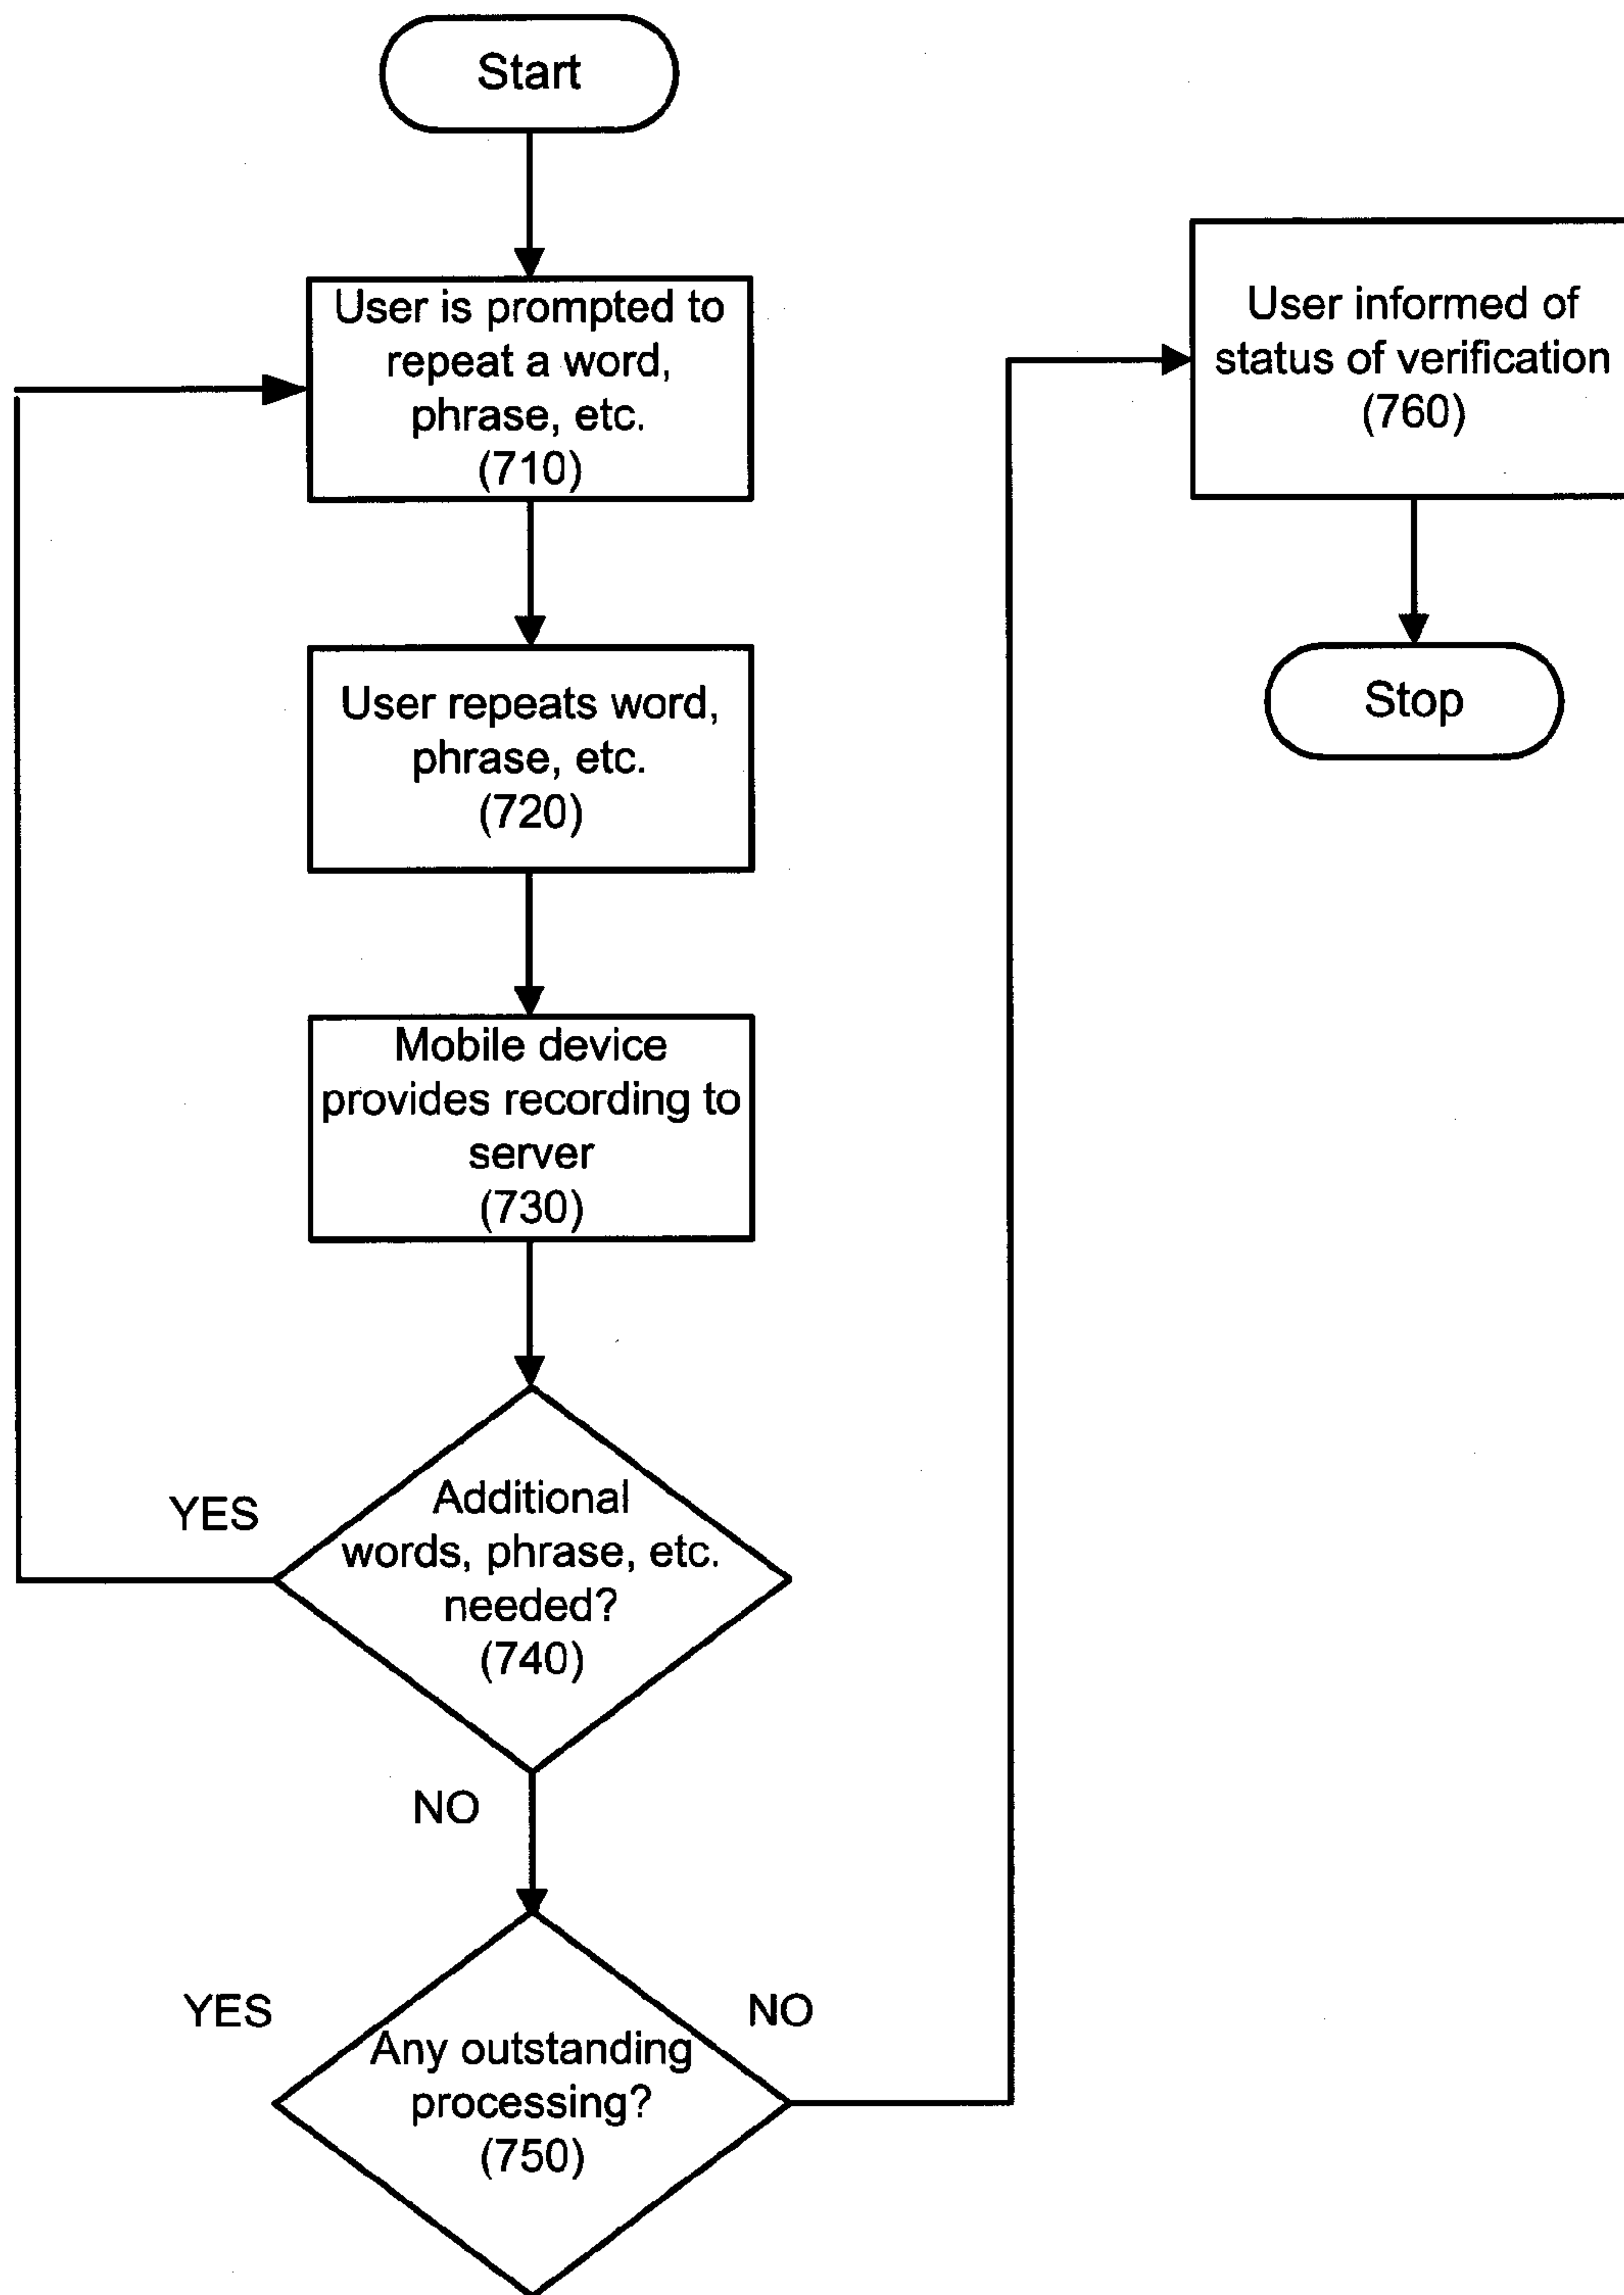 Start
User is prompted to
repeat a word,
phrase, etc.
(710)
User repeats word,
phrase, etc.
(720)
Mobile device
provides recording to
server
(730)
Additional
words, phrase, etc.
needed?
(740)
YES
NO
Any outstanding
processing?
(750)
YES
NO
User informed of
status of verification
(760)
Stop